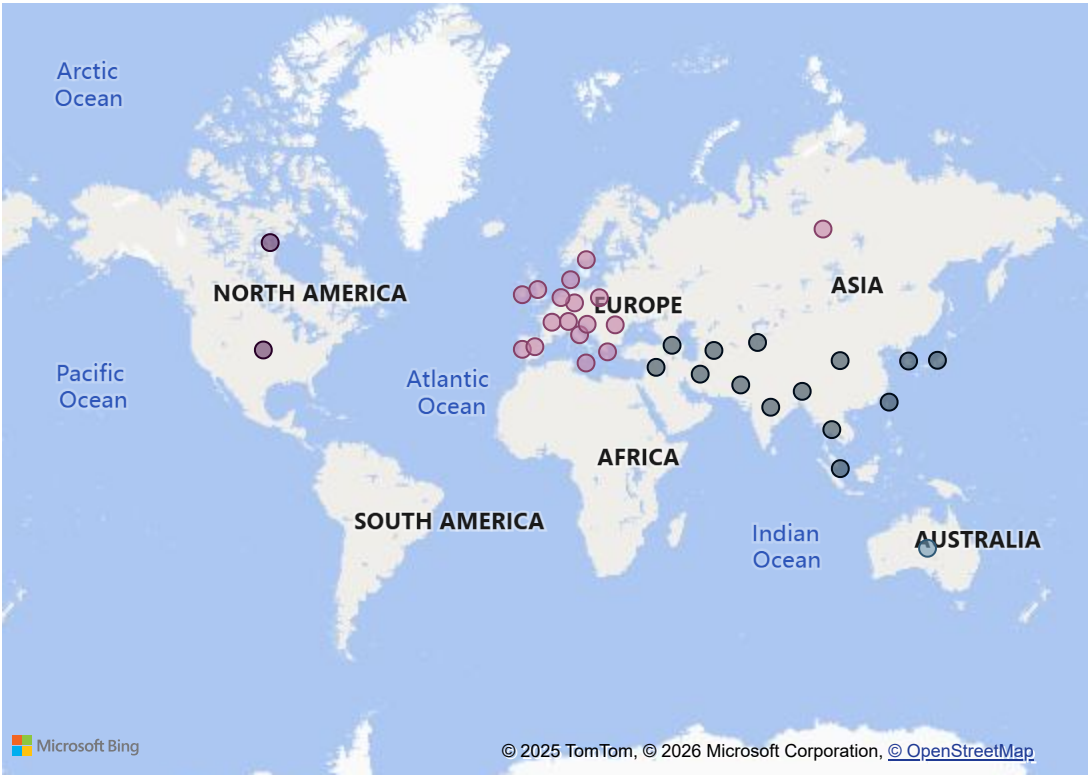 Arctic
Ocean
NORTH AMERICA
ASIA
EUROPE
Pacific
Ocean
Atlantic
Ocean
AFRICA
SOUTH AMERICA
Indian
Ocean
AUSTRALIA
Microsoft Bing
© 2025 TomTom, © 2026 Microsoft Corporation, © OpenStreetMap